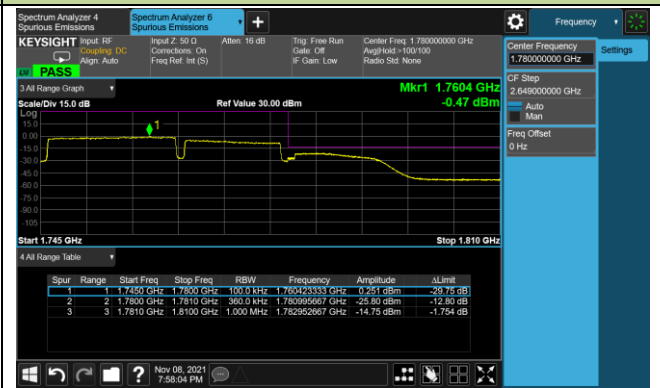 Spectrum Analyzer 4
Spurious Emissions
Spectrum Analyzer 6
Spurious Emissions
Frequency
KEYSIGHT
Input: RF
Coupling: DC
Align: Auto
Input Z: 50 Ω
Corrections: On
Freq Ref: Int (S)
Atten: 16 dB
Trig: Free Run
Gate: Off
IF Gain: Low
Center Freq: 1.780000000 GHz
Avg|Hold:>100/100
Radio Std: None
PASS
Center Frequency
1.780000000 GHz
Settings
CF Step
2.649000000 GHz
Auto
Man
Freq Offset
0 Hz
3 All Range Graph
Mkr1 1.7604 GHz
-0.47 dBm
Scale/Div 15.0 dB
Ref Value 30.00 dBm
Log
15.0
0.00
-15.0
-30.0
-45.0
-60.0
-75.0
-90.0
-105
1
Start 1.745 GHz
Stop 1.810 GHz
4 All Range Table
Spur Range Start Freq Stop Freq RBW Frequency Amplitude ΔLimit
1 1 1.7450 GHz 1.7800 GHz 100.0 kHz 1.760423333 GHz 0.251 dBm -29.75 dB
2 2 1.7800 GHz 1.7810 GHz 360.0 kHz 1.780995667 GHz -25.80 dBm -12.80 dB
3 3 1.7810 GHz 1.8100 GHz 1.000 MHz 1.782952667 GHz -14.75 dBm -1.754 dB
Nov 08, 2021
7:58:04 PM